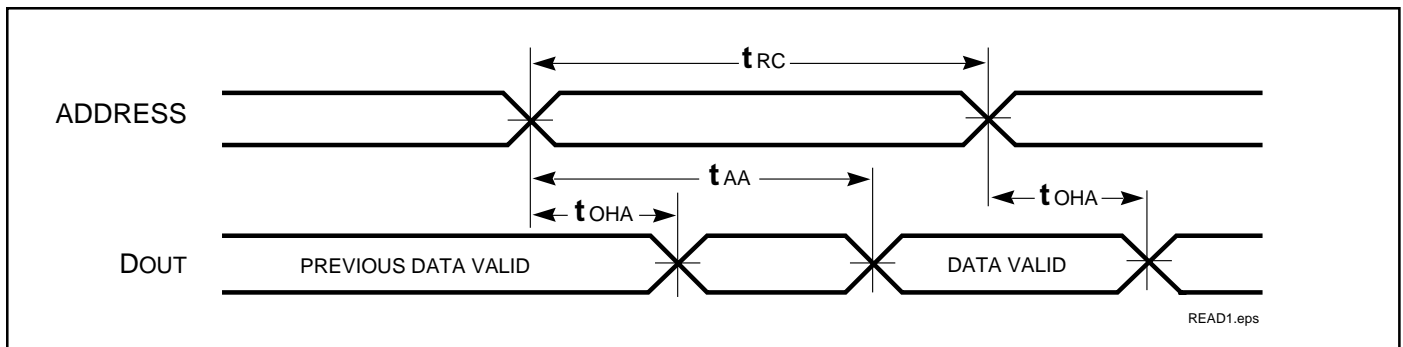 tRC
ADDRESS
tAA
tOHA
tOHA
DOUT
PREVIOUS DATA VALID
DATA VALID
READ1.eps